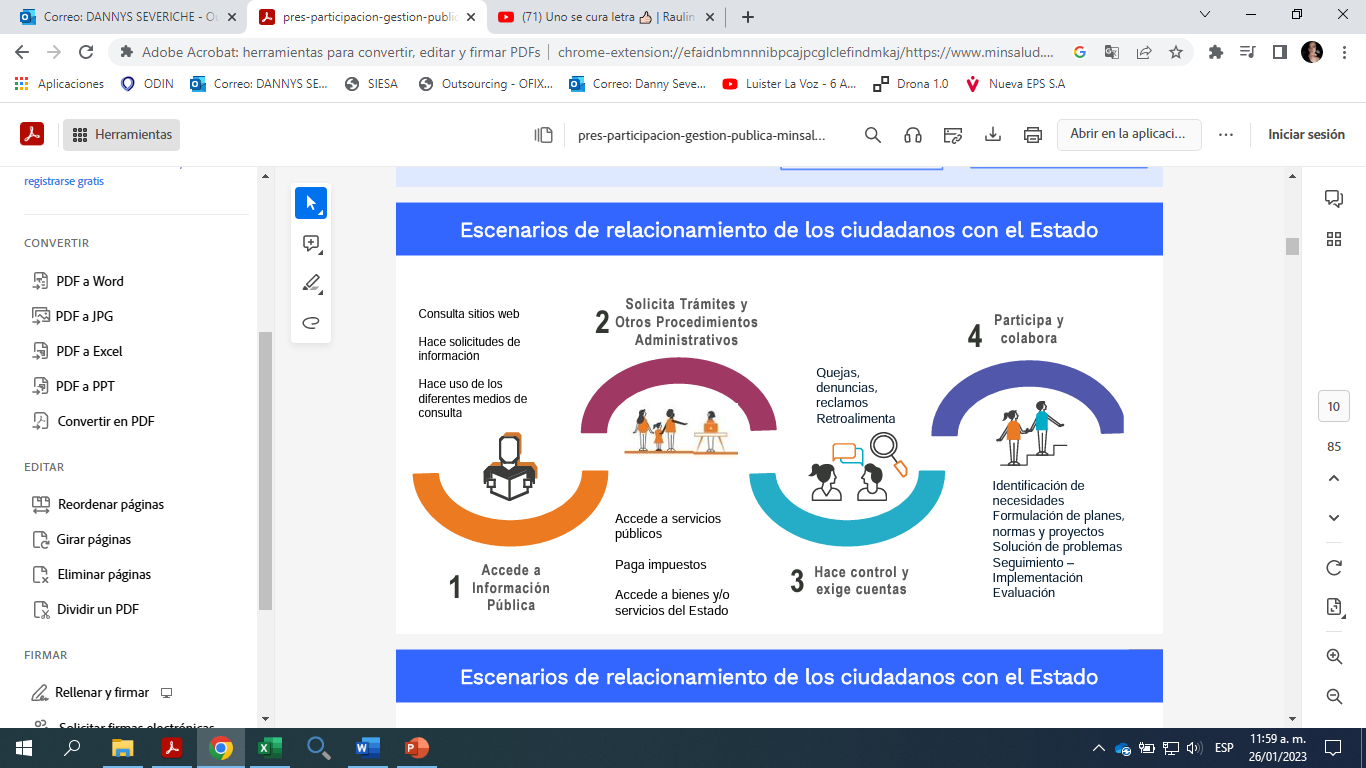 Correo: DANNYS SEVERICHE - Ou
pres-participacion-gestion-public
(71) Uno se cura letra 👍🏻 | Raulin
Adobe Acrobat: herramientas para convertir, editar y firmar PDFs
chrome-extension://efaidnbmnnnibpcajpcglclefindmkaj/https://www.minsalud....
Aplicaciones
ODIN
Correo: DANNYS SE...
SIESA
Outsourcing - OFIX...
Correo: Danny Seve...
Luister La Voz - 6 A...
Drona 1.0
Nueva EPS S.A
Herramientas
pres-participacion-gestion-publica-minsal...
Abrir en la aplicaci...
Iniciar sesión
registrarse gratis
CONVERTIR
PDF a Word
PDF a JPG
PDF a Excel
PDF a PPT
Convertir en PDF
EDITAR
Reordenar páginas
Girar páginas
Eliminar páginas
Dividir un PDF
FIRMAR
Rellenar y firmar
Solicitar firmas electrónicas
Escenarios de relacionamiento de los ciudadanos con el Estado
Consulta sitios web
Hace solicitudes de
información
Hace uso de los
diferentes medios de
consulta
1
Accede a
Información
Pública
2
Solicita Trámites y
Otros Procedimientos
Administrativos
Accede a servicios
públicos
Paga impuestos
Accede a bienes y/o
servicios del Estado
Quejas,
denuncias,
reclamos
Retroalimenta
3
Hace control y
exige cuentas
4
Participa y
colabora
Identificación de
necesidades
Formulación de planes,
normas y proyectos
Solución de problemas
Seguimiento –
Implementación
Evaluación
Escenarios de relacionamiento de los ciudadanos con el Estado
10
85
ESP
11:59 a. m.
26/01/2023